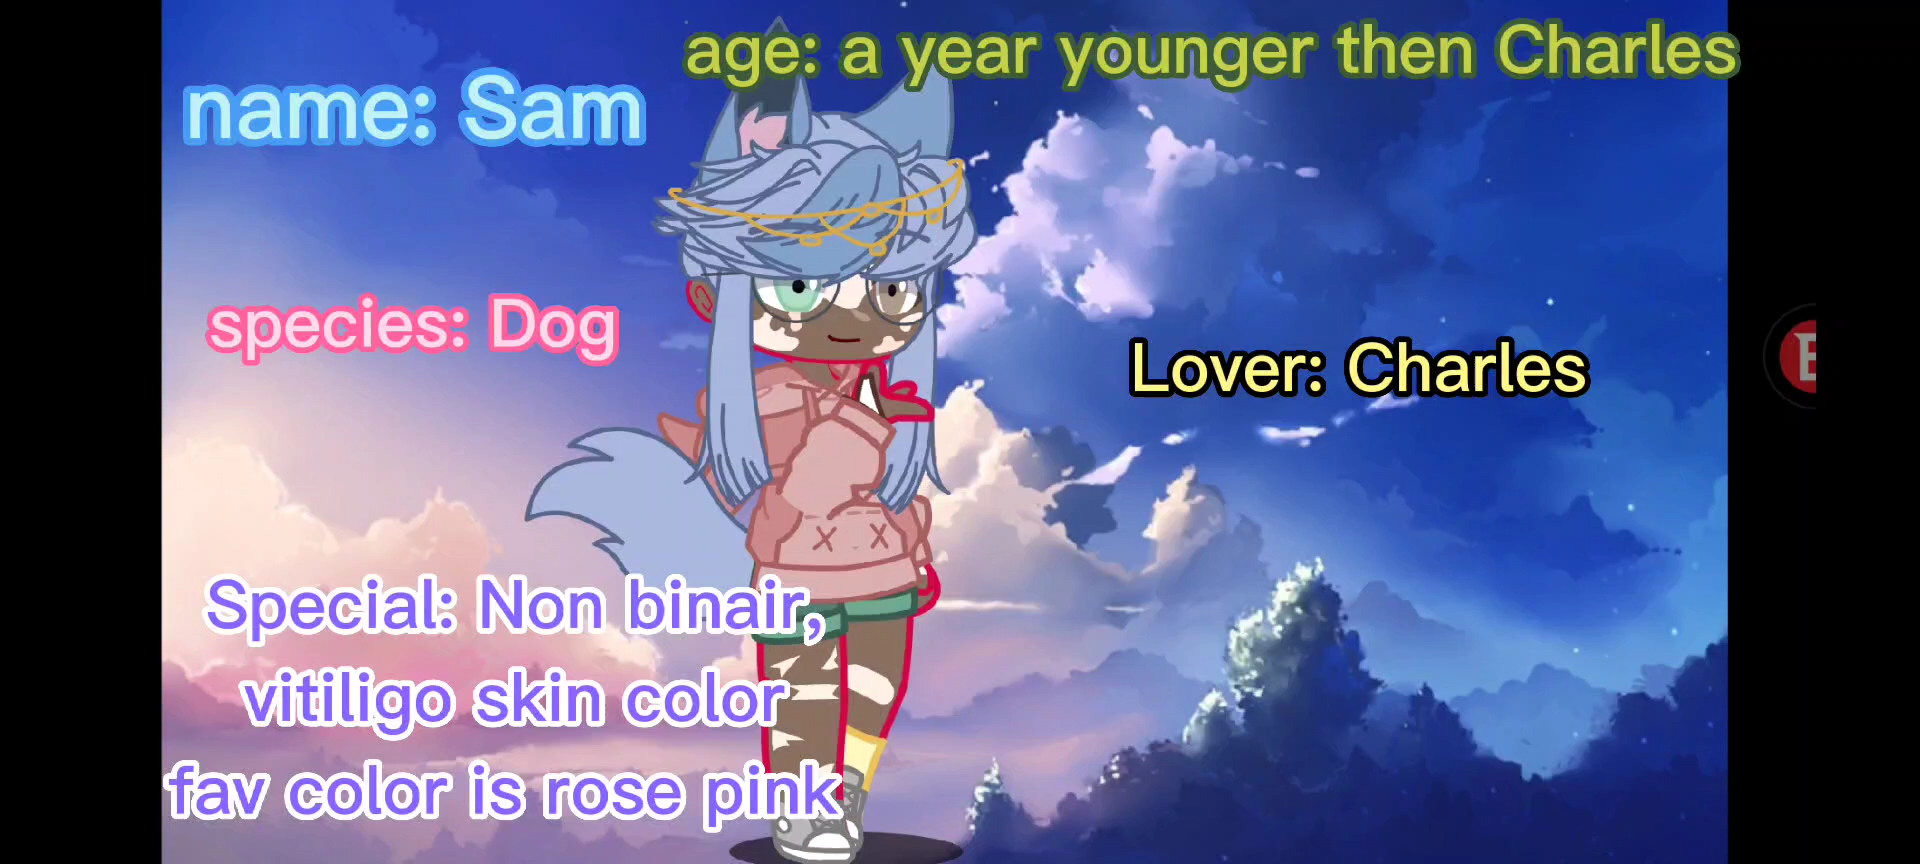 age: a year younger then Charles
name: Sam
species: Dog
Lover: Charles
Special: Non binair,
vitiligo skin color
fav color is rose pink